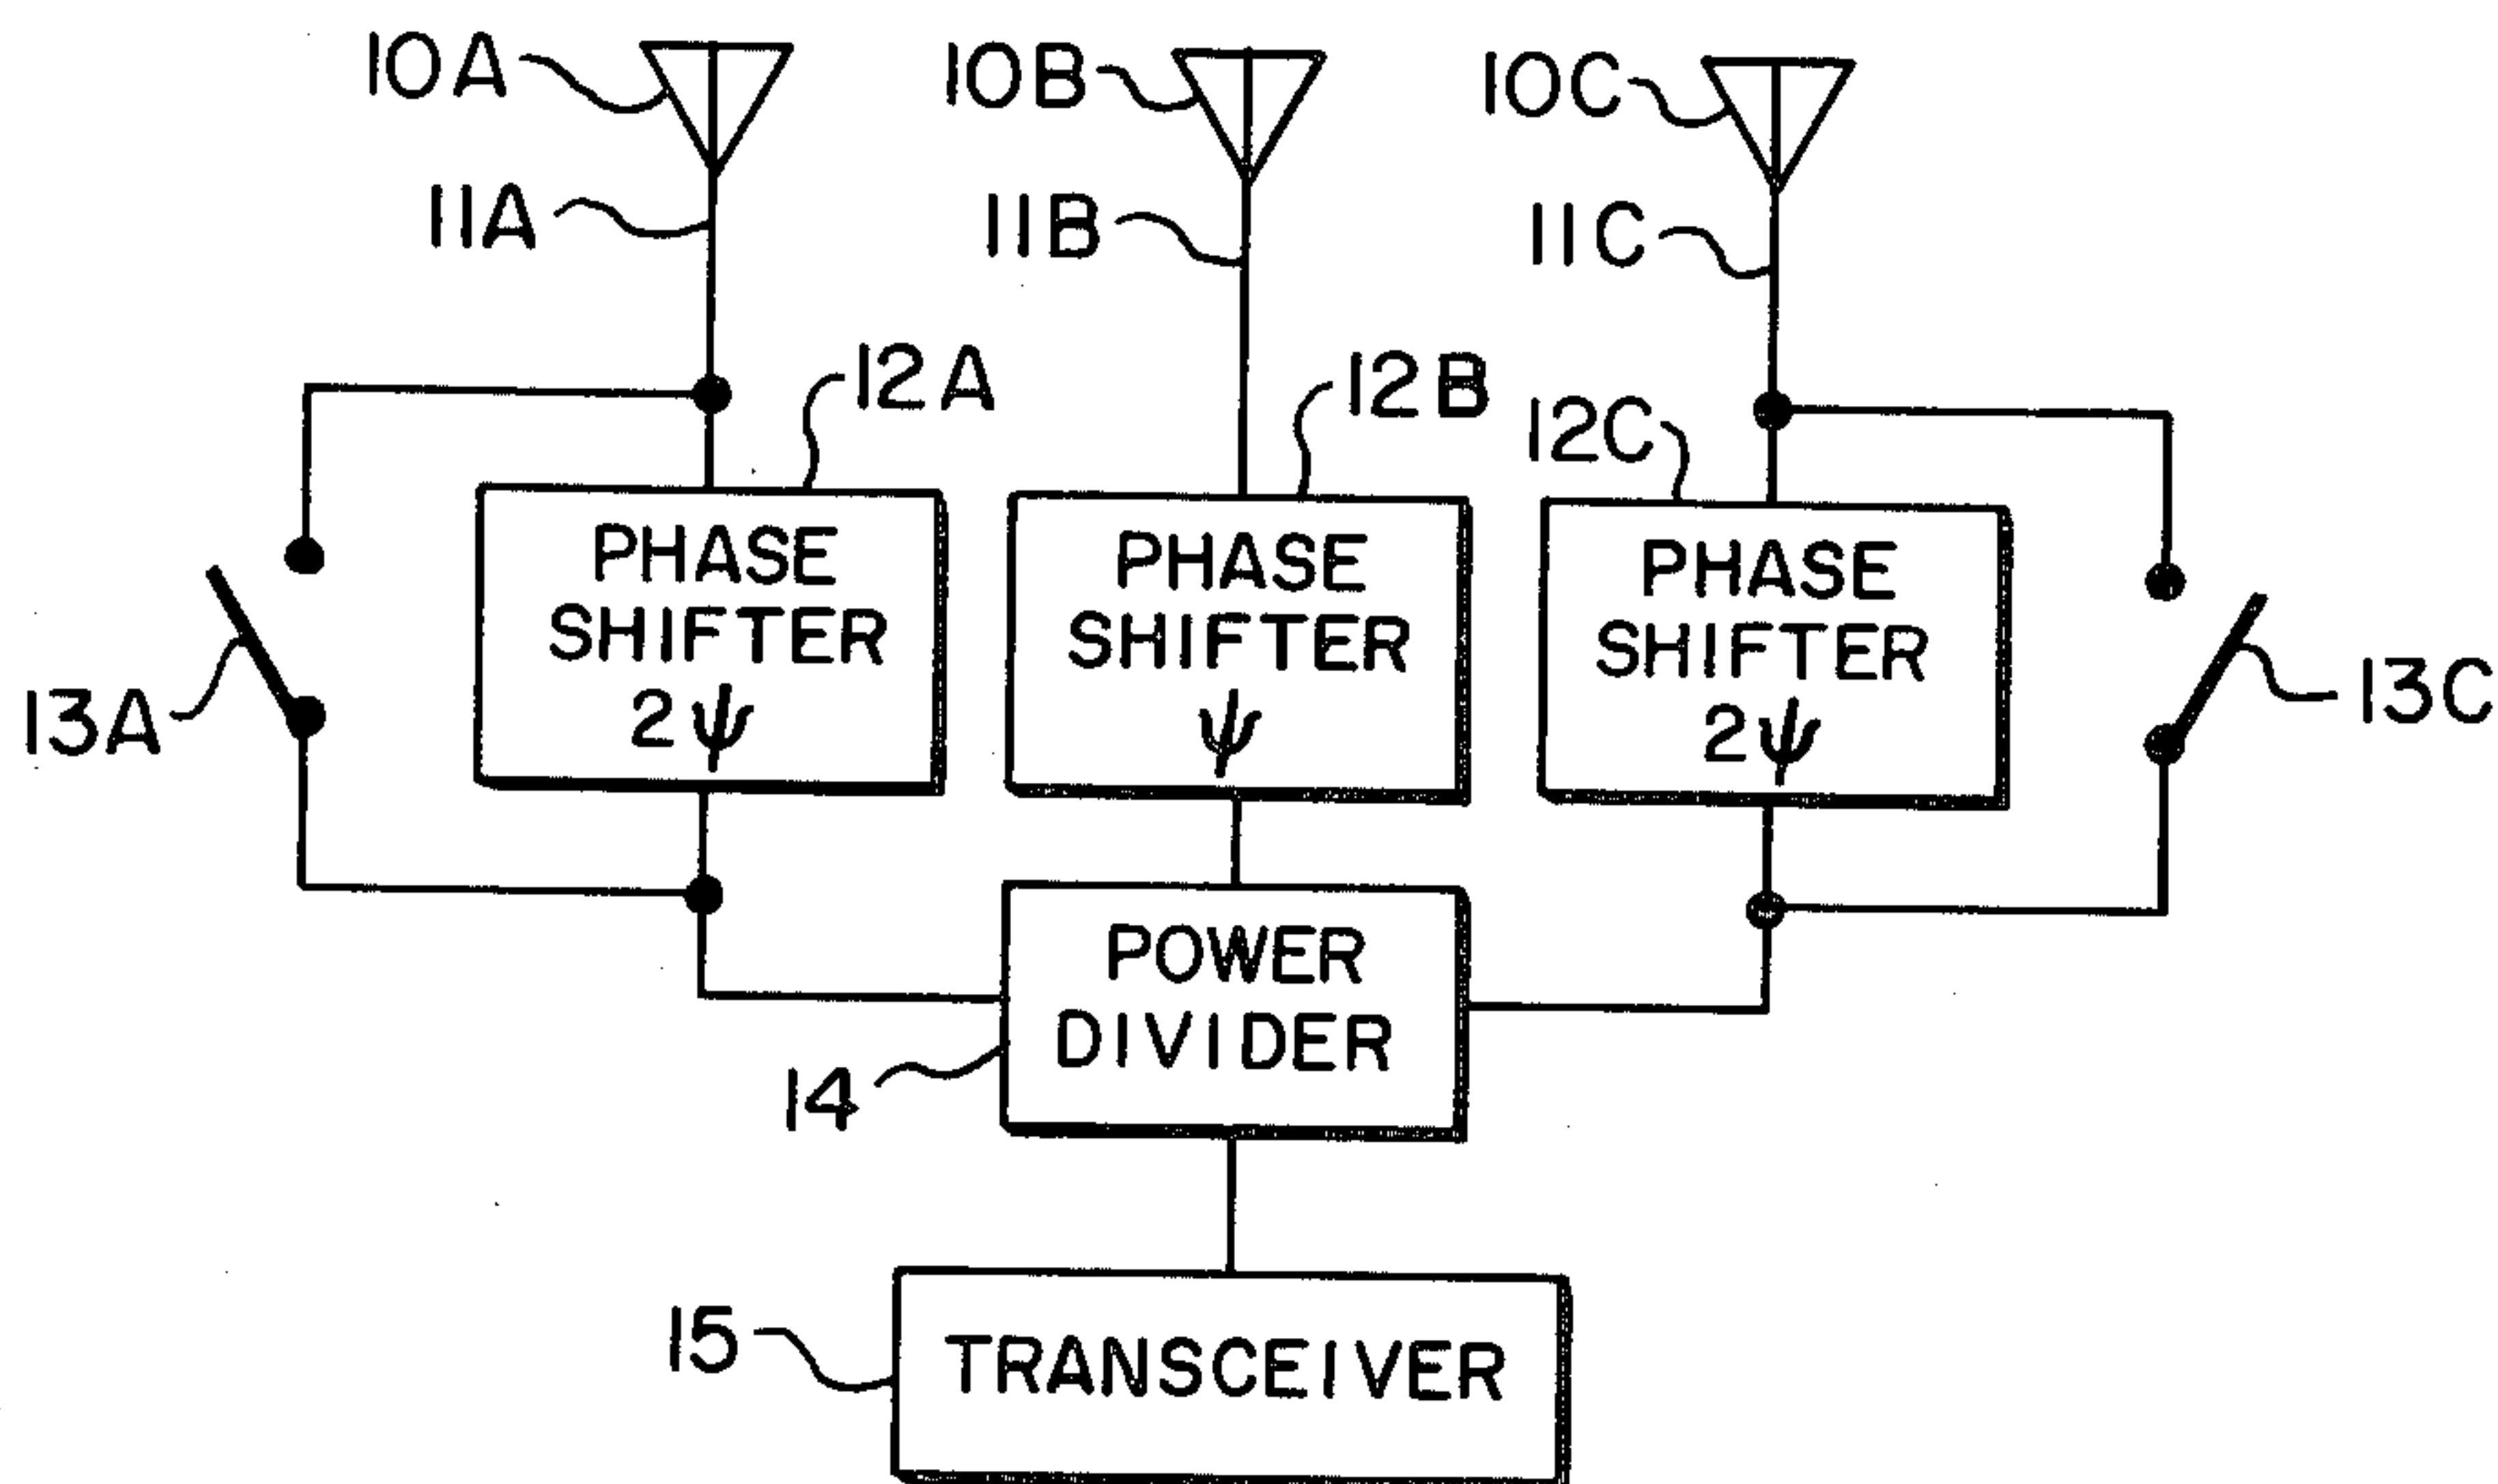 10A
10B
10C
11A
11B
11C
12A
12B
12C
PHASE
SHIFTER
2ψ
PHASE
SHIFTER
ψ
PHASE
SHIFTER
2ψ
13A
13C
POWER
DIVIDER
14
15
TRANSCEIVER